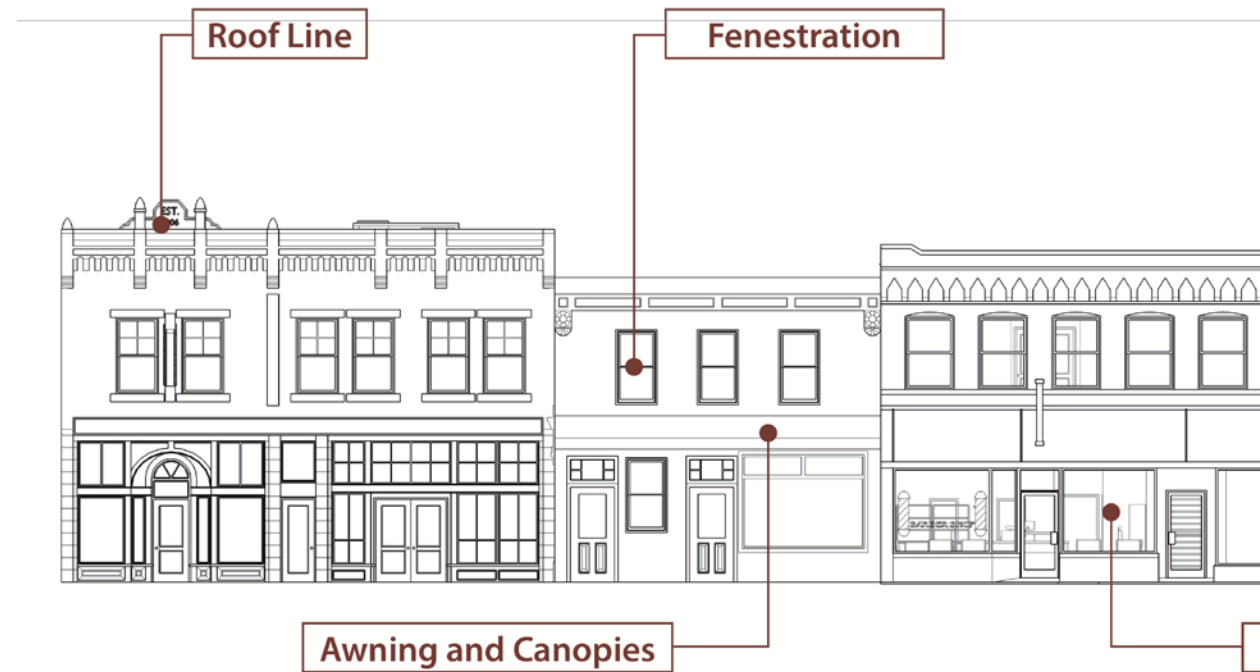 Roof Line
Fenestration
EST.
BARBER SHOP
Awning and Canopies